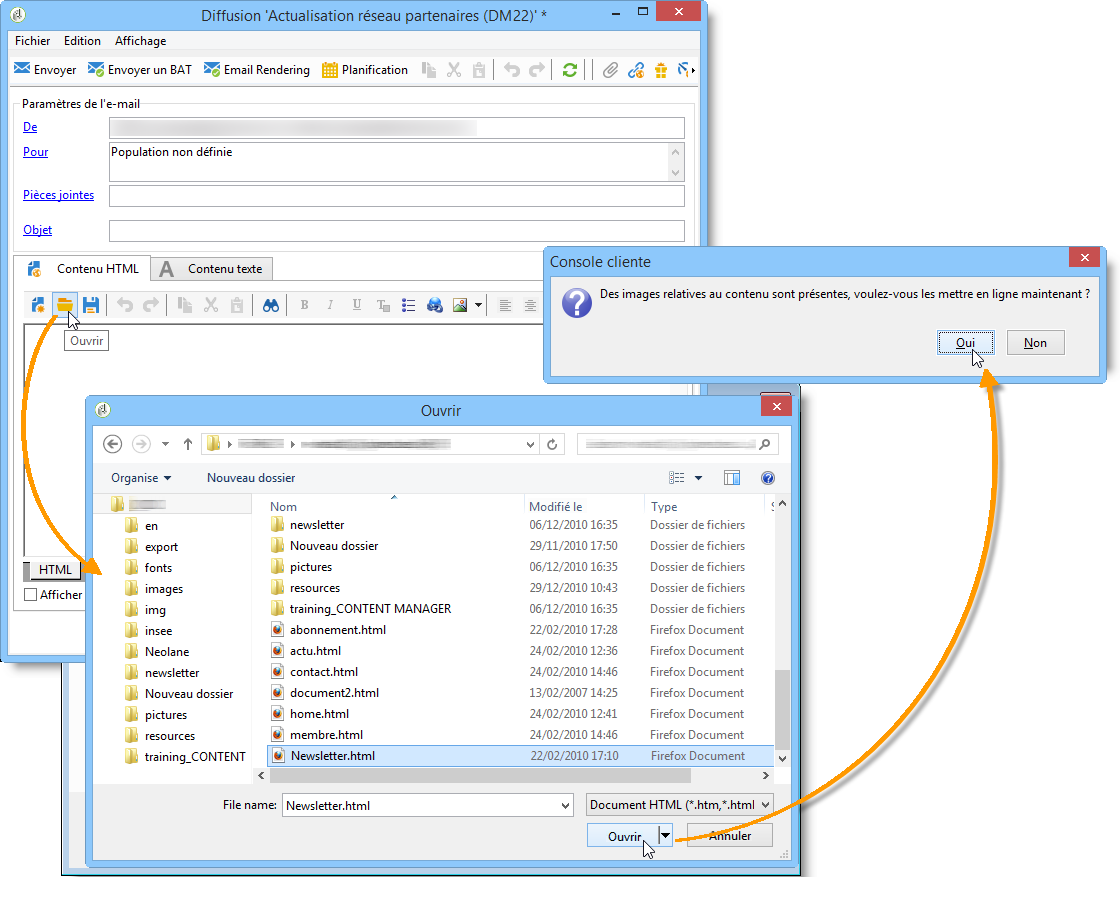 Diffusion 'Actualisation réseau partenaires (DM22)' *
Fichier Edition Affichage
Envoyer Envoyer un BAT Email Rendering Planification
Paramètres de l'e-mail
De
Pour Population non définie
Pièces jointes
Objet
Contenu HTML A Contenu texte
B I U T
Ouvrir
HTML
Afficher
Console cliente
Des images relatives au contenu sont présentes, voulez-vous les mettre en ligne maintenant ?
Oui Non
Ouvrir
Organise Nouveau dossier
en
export
fonts
images
img
insee
Neolane
newsletter
Nouveau dossier
pictures
resources
training_CONTENT
Nom Modifié le Type
newsletter 06/12/2010 16:35 Dossier de fichiers
Nouveau dossier 29/11/2010 17:50 Dossier de fichiers
pictures 06/12/2010 16:35 Dossier de fichiers
resources 29/12/2010 10:43 Dossier de fichiers
training_CONTENT MANAGER 06/12/2010 16:35 Dossier de fichiers
abonnement.html 22/02/2010 17:28 Firefox Document
actu.html 24/02/2010 12:36 Firefox Document
contact.html 24/02/2010 14:46 Firefox Document
document2.html 13/02/2007 14:25 Firefox Document
home.html 24/02/2010 12:41 Firefox Document
membre.html 24/02/2010 14:46 Firefox Document
Newsletter.html 22/02/2010 17:10 Firefox Document
File name: Newsletter.html Document HTML (*.htm,*.html
Ouvrir Annuler